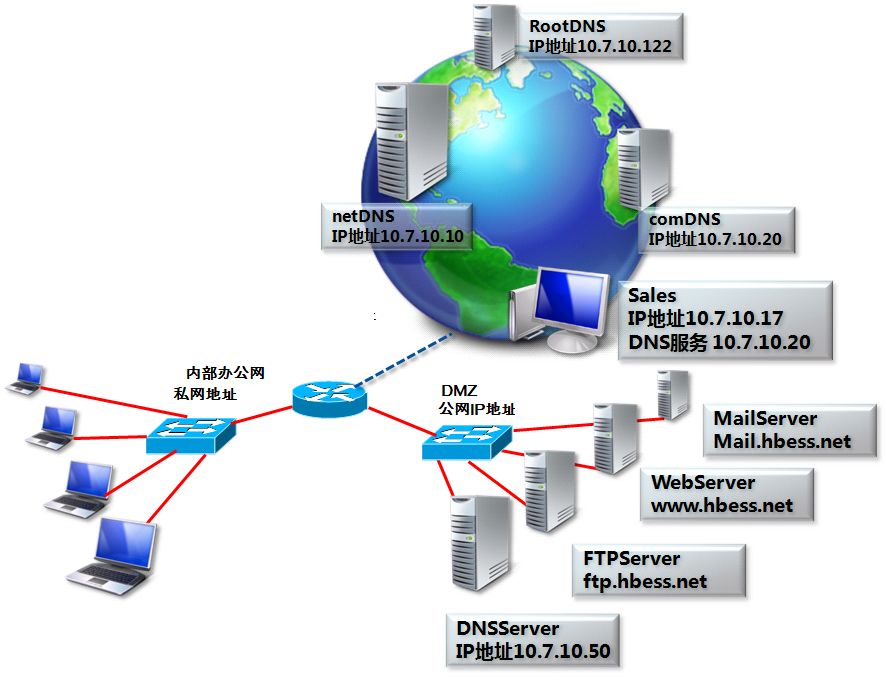 RootDNS
IP地址10.7.10.122
netDNS
IP地址10.7.10.10
comDNS
IP地址10.7.10.20
Sales
IP地址10.7.10.17
DNS服务 10.7.10.20
:
内部办公网
私网地址
DMZ
公网IP地址
MailServer
Mail.hbess.net
WebServer
www.hbess.net
FTPServer
ftp.hbess.net
DNSServer
IP地址10.7.10.50